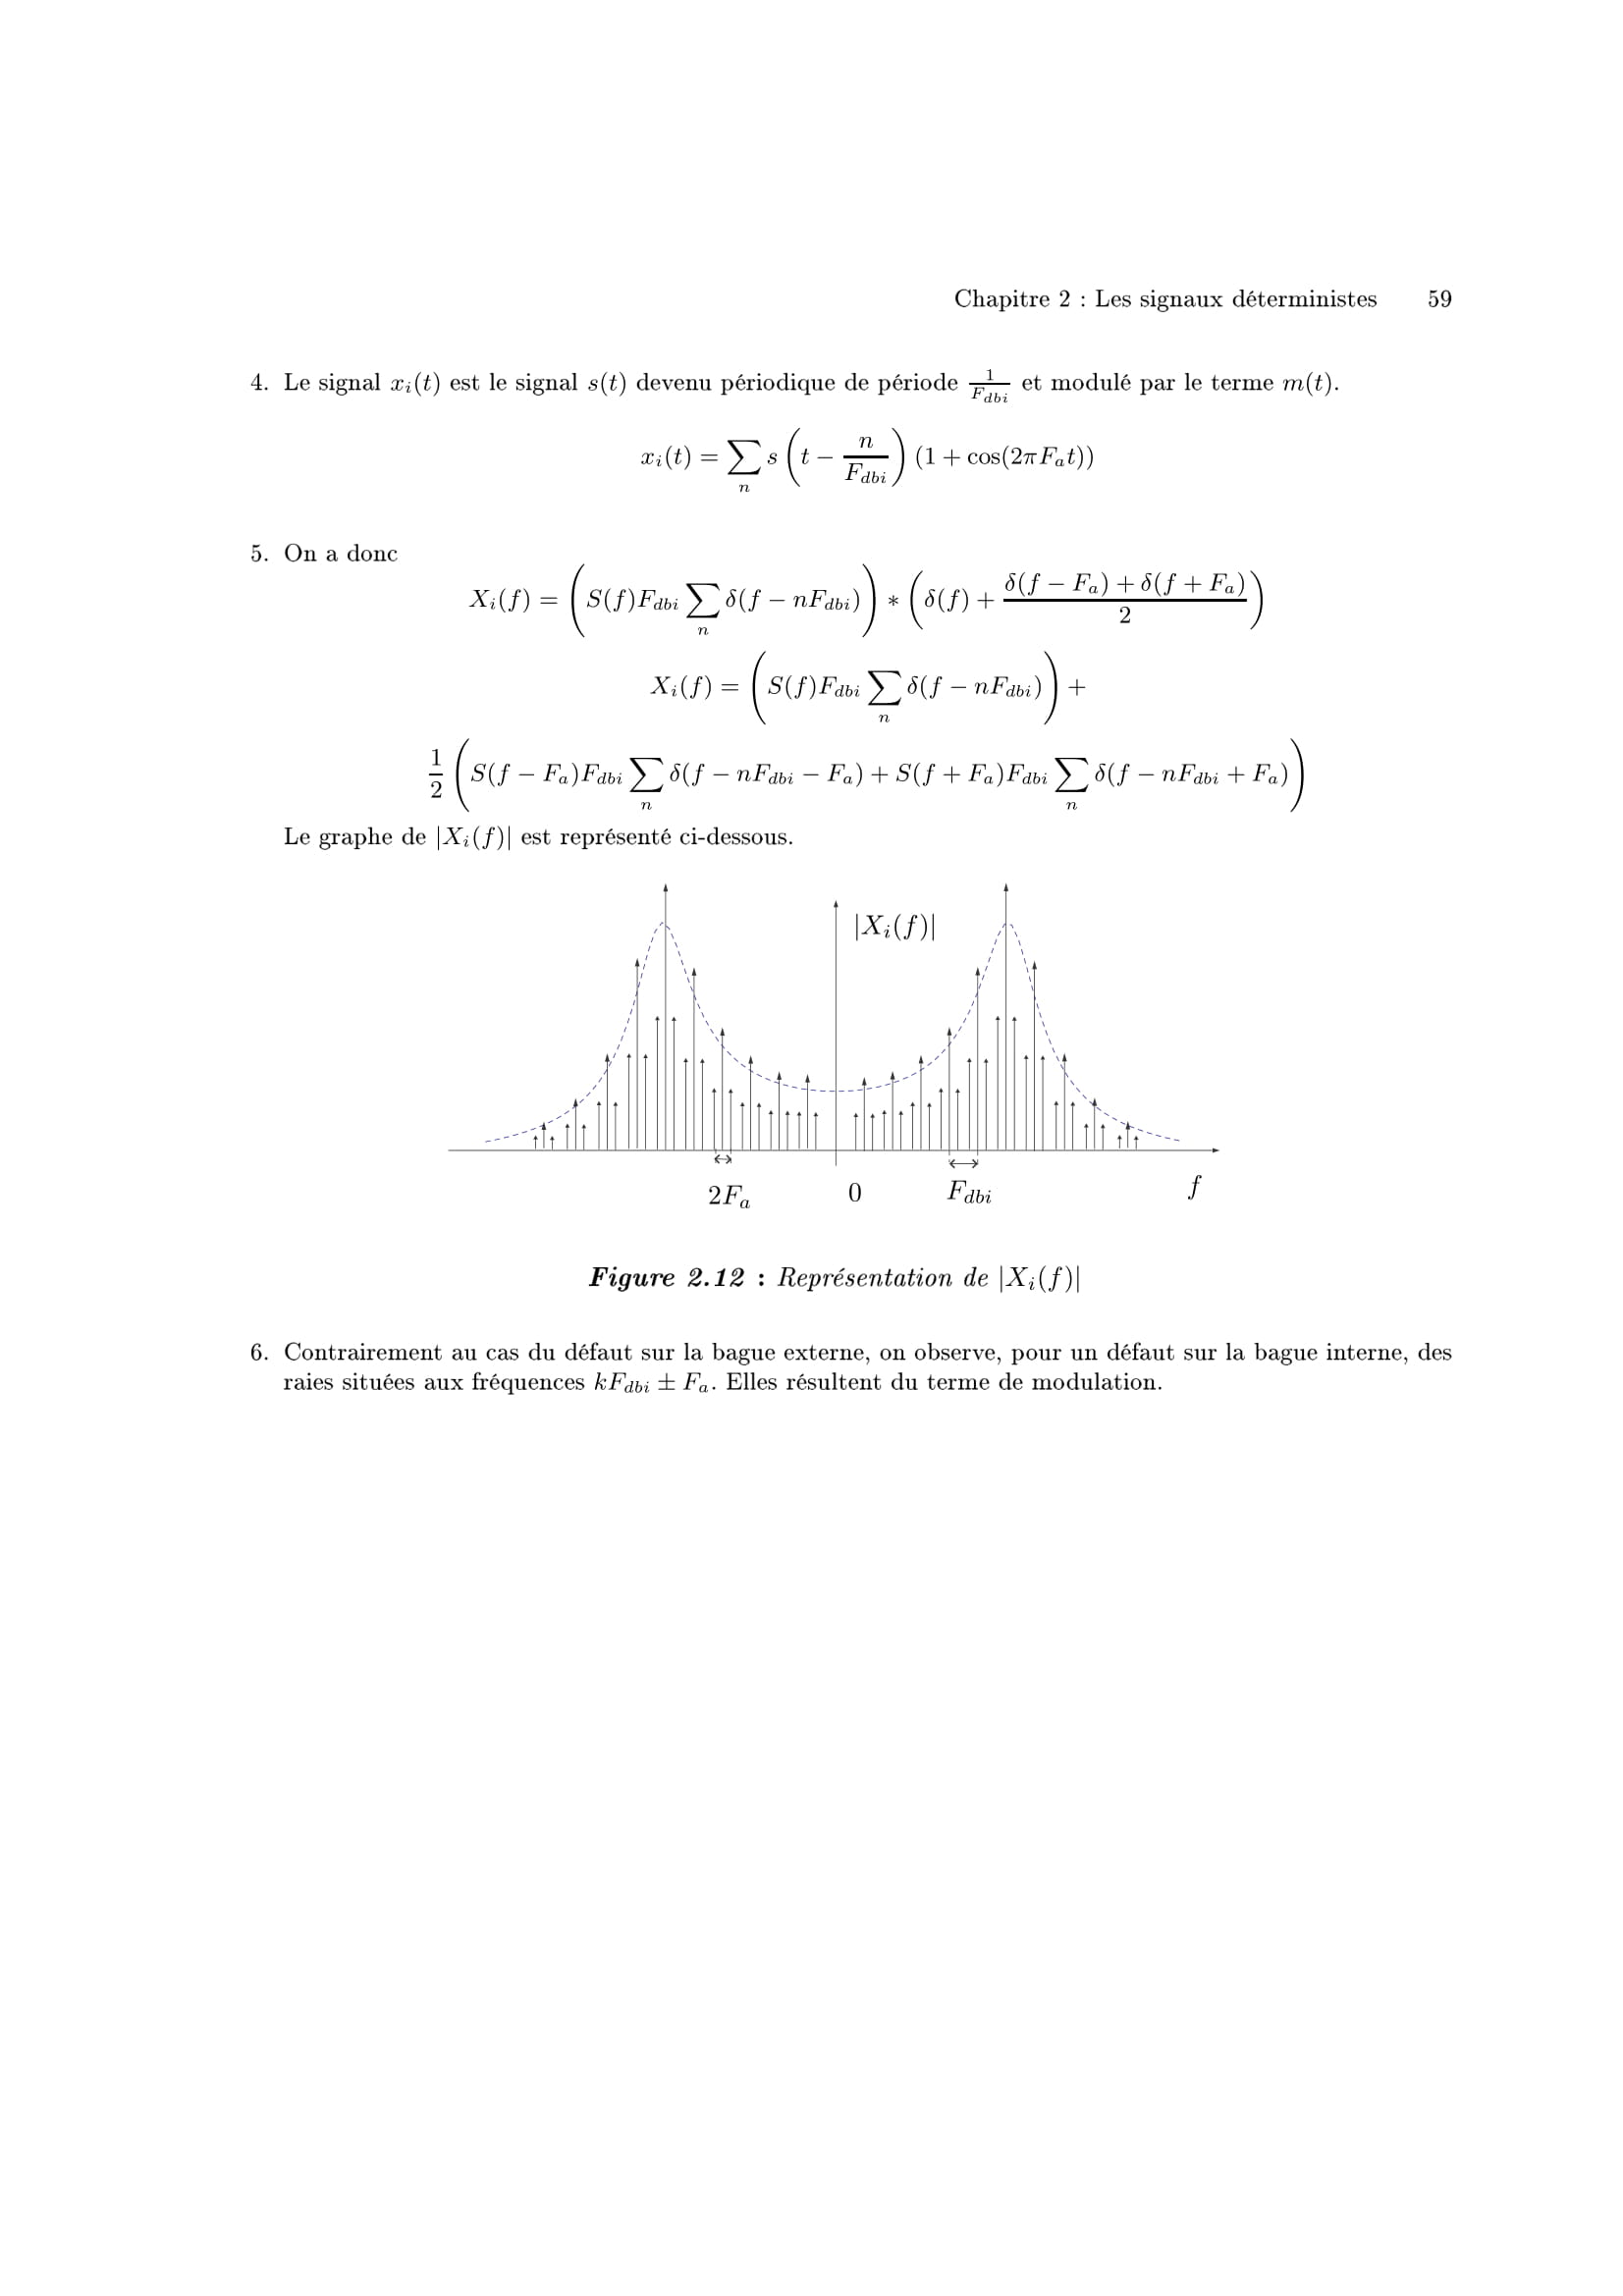 Chapitre 2 : Les signaux déterministes 59
4. Le signal $x_i(t)$ est le signal $s(t)$ devenu périodique de période $\frac{1}{F_{dbi}}$ et modulé par le terme $m(t)$.
$x_i(t) = \sum_n s\left(t - \frac{n}{F_{dbi}}\right)(1 + \cos(2\pi F_a t))$
5. On a donc
$X_i(f) = \left(S(f)F_{dbi}\sum_n \delta(f - nF_{dbi})\right) * \left(\delta(f) + \frac{\delta(f - F_a) + \delta(f + F_a)}{2}\right)$
$X_i(f) = \left(S(f)F_{dbi}\sum_n \delta(f - nF_{dbi})\right) +$
$\frac{1}{2}\left(S(f - F_a)F_{dbi}\sum_n \delta(f - nF_{dbi} - F_a) + S(f + F_a)F_{dbi}\sum_n \delta(f - nF_{dbi} + F_a)\right)$
Le graphe de $|X_i(f)|$ est représenté ci-dessous.
$|X_i(f)|$
$2F_a$ 0 $F_{dbi}$ $f$
Figure 2.12 : Représentation de $|X_i(f)|$
6. Contrairement au cas du défaut sur la bague externe, on observe, pour un défaut sur la bague interne, des
raies situées aux fréquences $kF_{dbi} \pm F_a$. Elles résultent du terme de modulation.